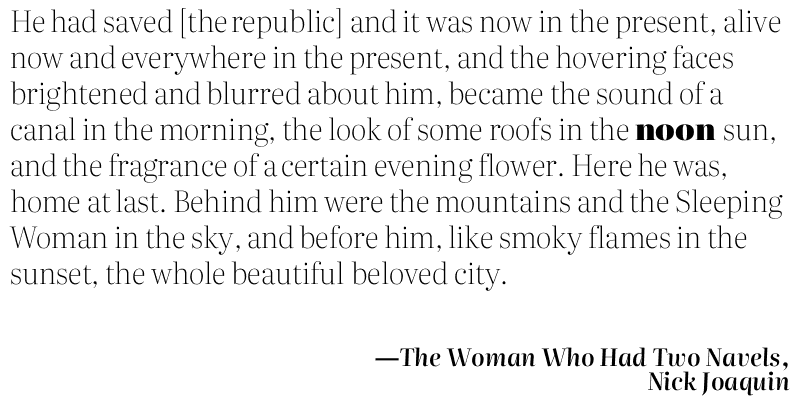 He had saved [the republic] and it was now in the present, alive
now and everywhere in the present, and the hovering faces
brightened and blurred about him, became the sound of a
canal in the morning, the look of some roofs in the noon sun,
and the fragrance of a certain evening flower. Here he was,
home at last. Behind him were the mountains and the Sleeping
Woman in the sky, and before him, like smoky flames in the
sunset, the whole beautiful beloved city.
—The Woman Who Had Two Navels,
Nick Joaquin